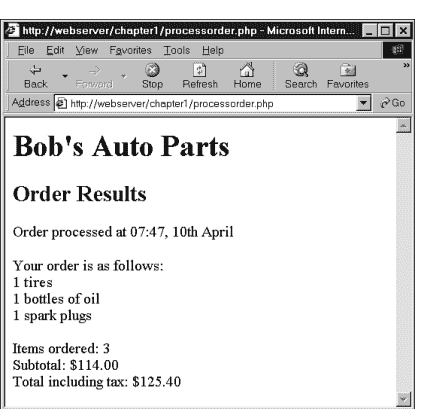 http://webserver/chapter1/processorder.php - Microsoft Intern...
File Edit View Favorites Tools Help
Back Forward Stop Refresh Home Search Favorites »
Address http://webserver/chapter1/processorder.php Go
Bob's Auto Parts
Order Results
Order processed at 07:47, 10th April
Your order is as follows:
1 tires
1 bottles of oil
1 spark plugs
Items ordered: 3
Subtotal: $114.00
Total including tax: $125.40